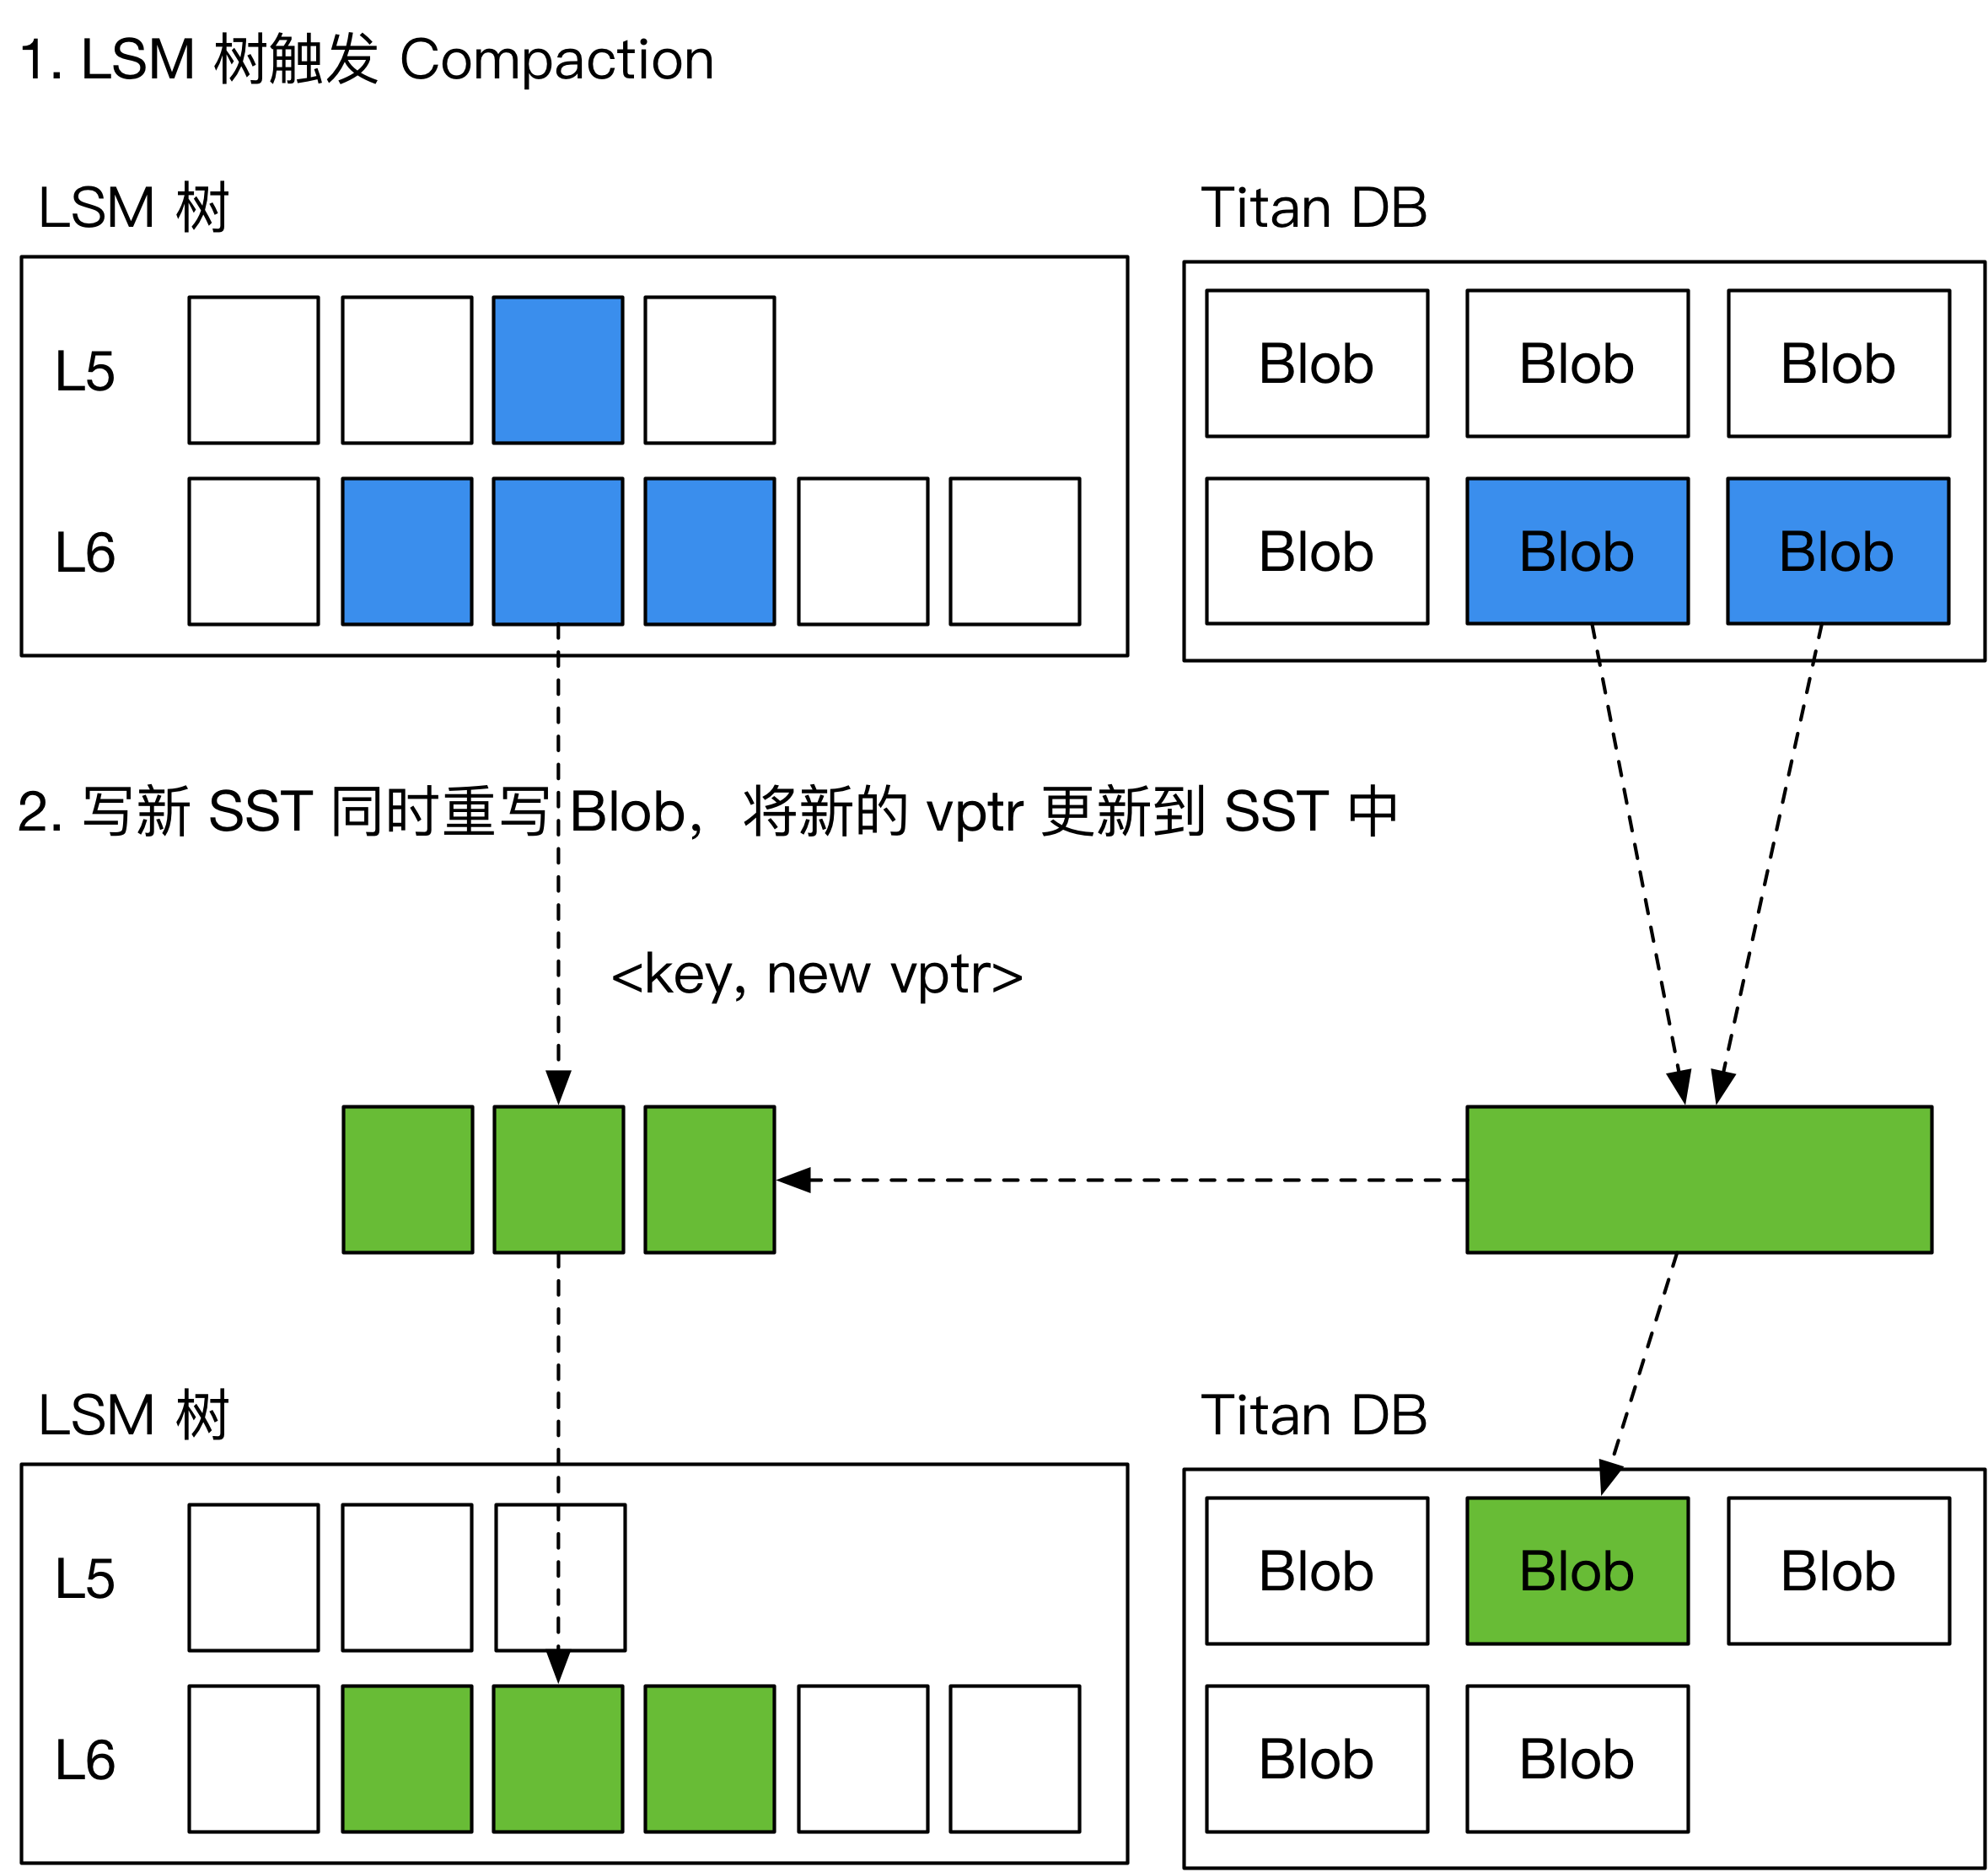 1. LSM 树触发 Compaction
LSM 树
Titan DB
L5
Blob
Blob
Blob
L6
Blob
Blob
Blob
2. 写新 SST 同时重写 Blob，将新的 vptr 更新到 SST 中
<key, new vptr>
LSM 树
Titan DB
L5
Blob
Blob
Blob
L6
Blob
Blob